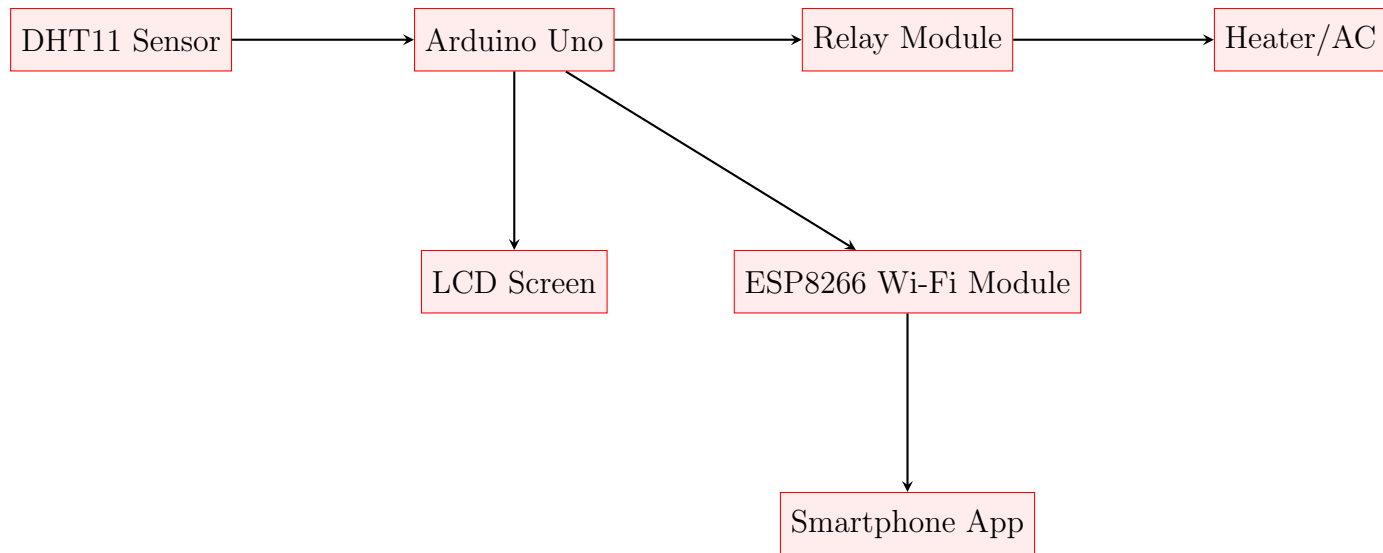 DHT11 Sensor
Arduino Uno
Relay Module
Heater/AC
LCD Screen
ESP8266 Wi-Fi Module
Smartphone App